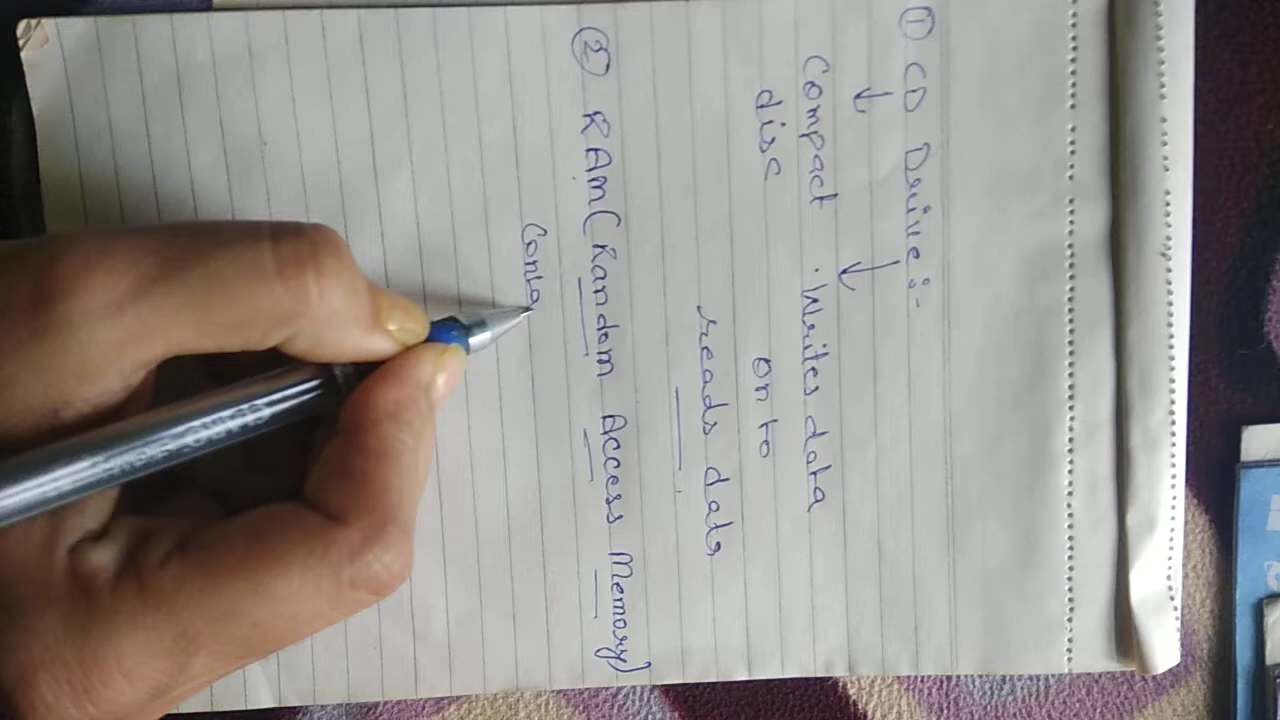 ① CD Drive :-
↓ ↓
Compact · Writes data
disc onto
reads data
② RAM (Random Access Memory)
Conta